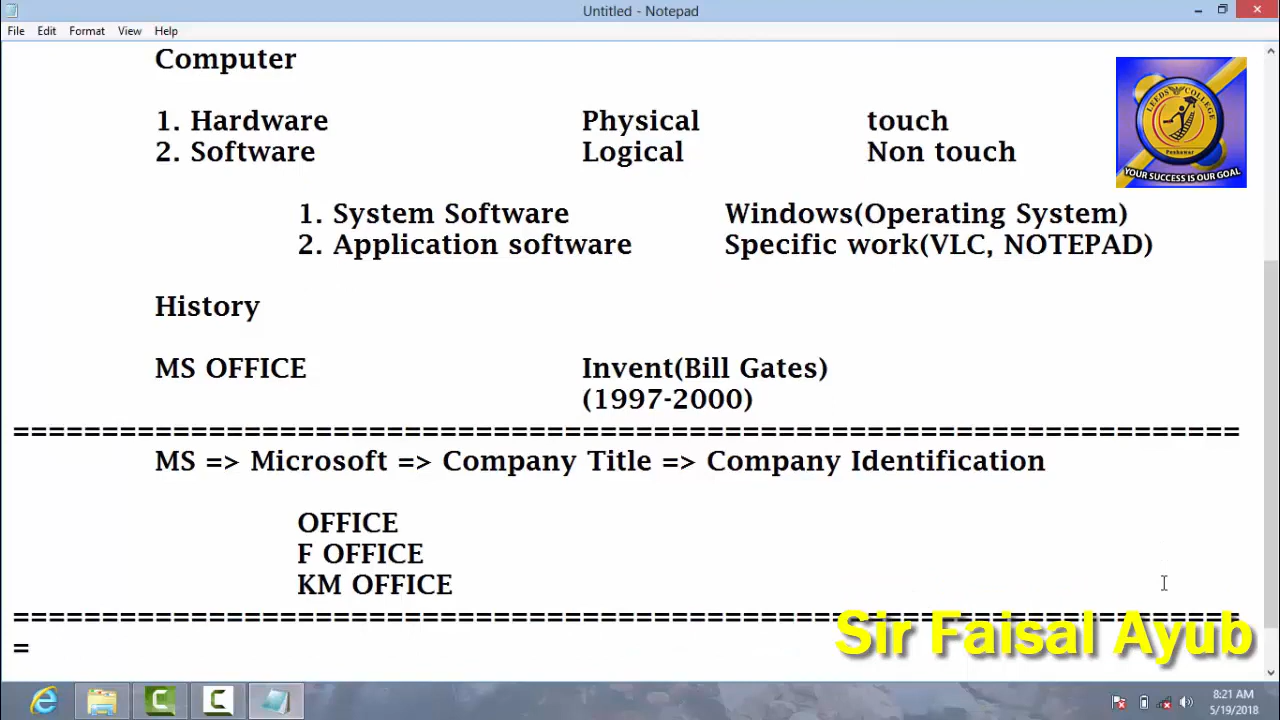 Untitled - Notepad
File Edit Format View Help
Computer
1. Hardware Physical touch
2. Software Logical Non touch
1. System Software Windows(Operating System)
2. Application software Specific work(VLC, NOTEPAD)
History
MS OFFICE Invent(Bill Gates)
(1997-2000)
=====================================================================================
MS => Microsoft => Company Title => Company Identification
OFFICE
F OFFICE
KM OFFICE
=====================================================================================
=
LEEDS COLLEGE
Peshawar
YOUR SUCCESS IS OUR GOAL
Sir Faisal Ayub
8:21 AM
5/19/2018